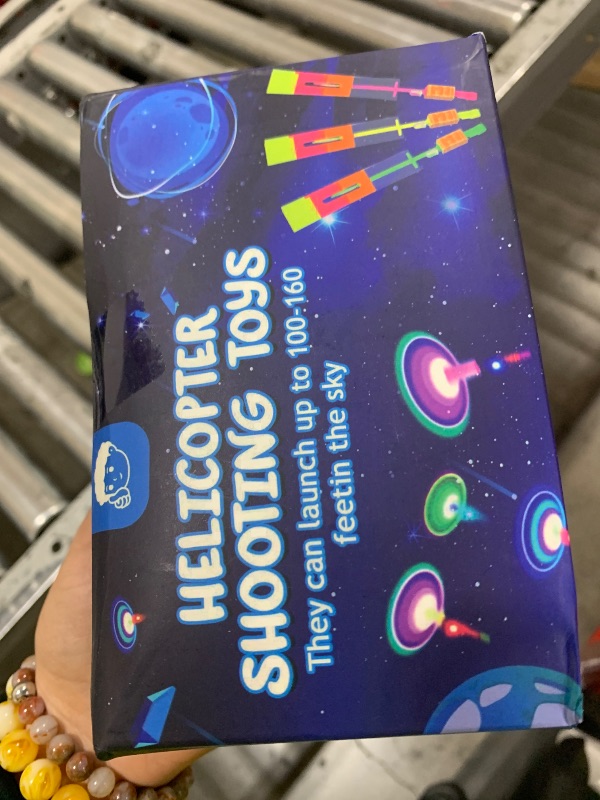 HELICOPTER
SHOOTING TOYS
They can launch up to 100-160
feetin the sky